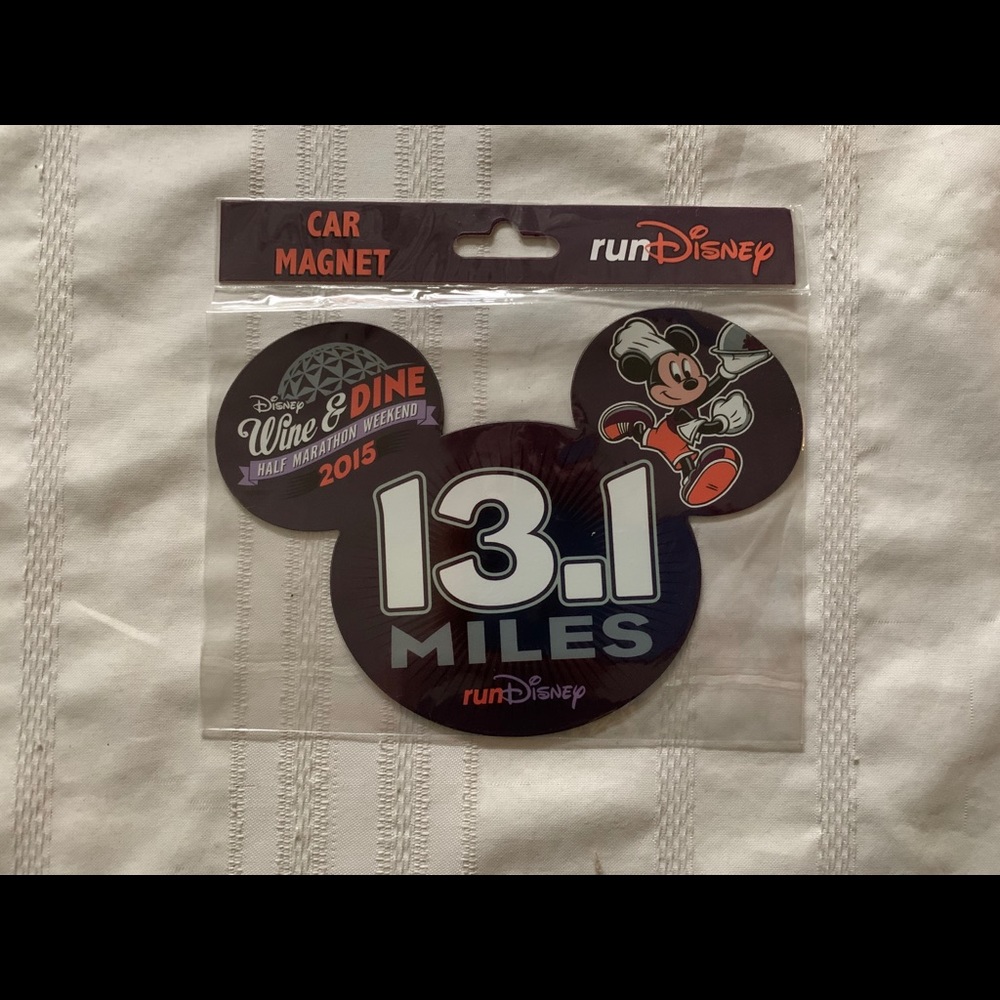 CAR
MAGNET
runDisney
Disney
Wine & DINE
HALF MARATHON WEEKEND
2015
13.1
MILES
runDisney